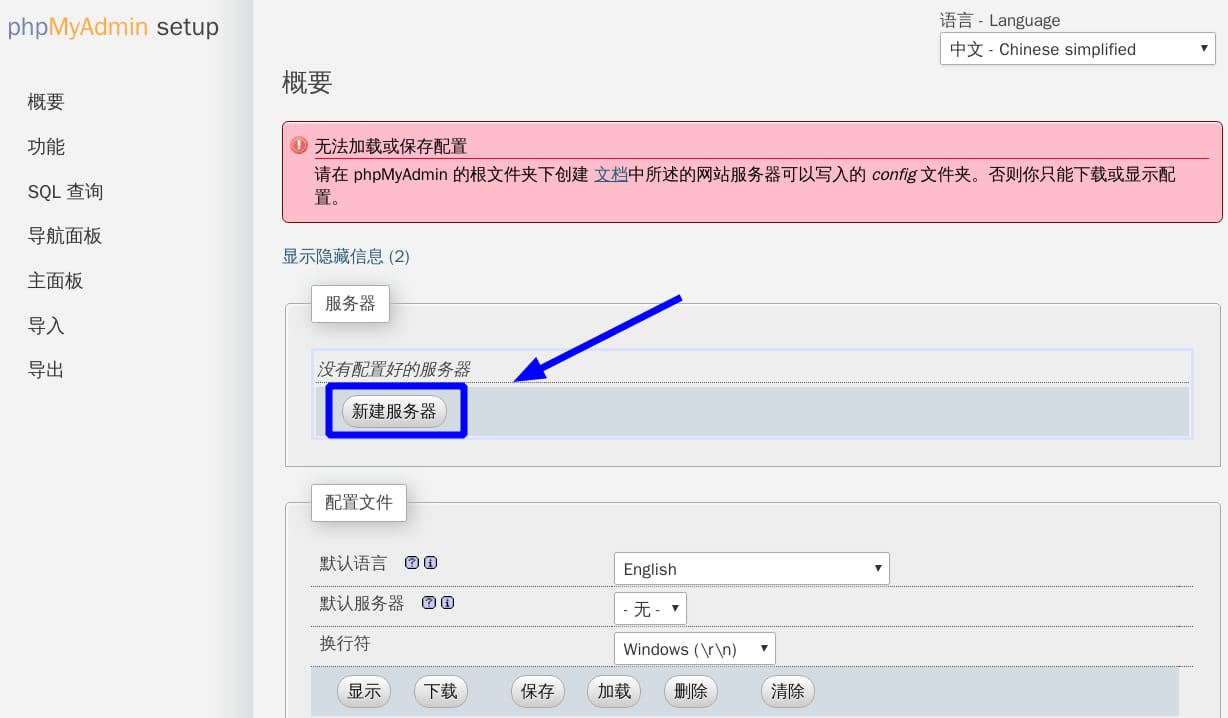 phpMyAdmin setup
概要
功能
SQL 查询
导航面板
主面板
导入
导出
语言 - Language
中文 - Chinese simplified
概要
无法加载或保存配置
请在 phpMyAdmin 的根文件夹下创建 文档中所述的网站服务器可以写入的 config 文件夹。否则你只能下载或显示配
置。
显示隐藏信息 (2)
服务器
没有配置好的服务器
新建服务器
配置文件
默认语言
English
默认服务器
- 无 -
换行符
Windows (\r\n)
显示 下载 保存 加载 删除 清除